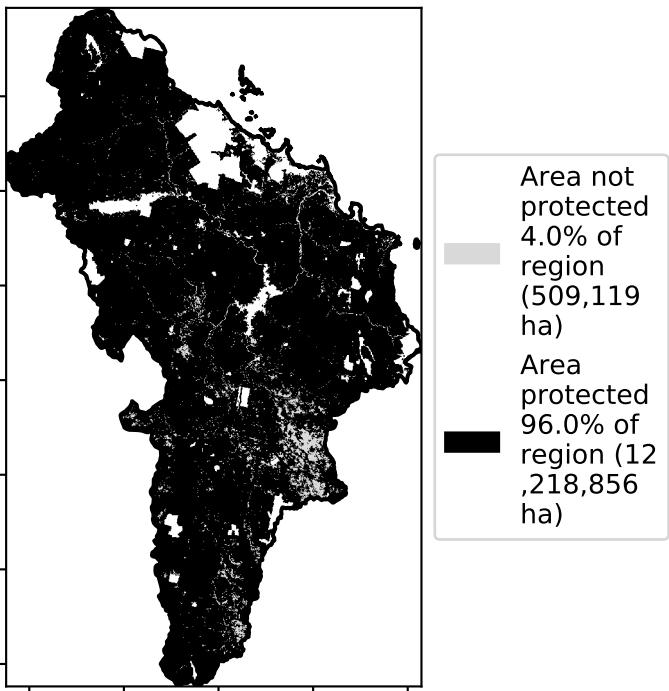 Area not
protected
4.0% of
region
(509,119
ha)
Area
protected
96.0% of
region (12
,218,856
ha)